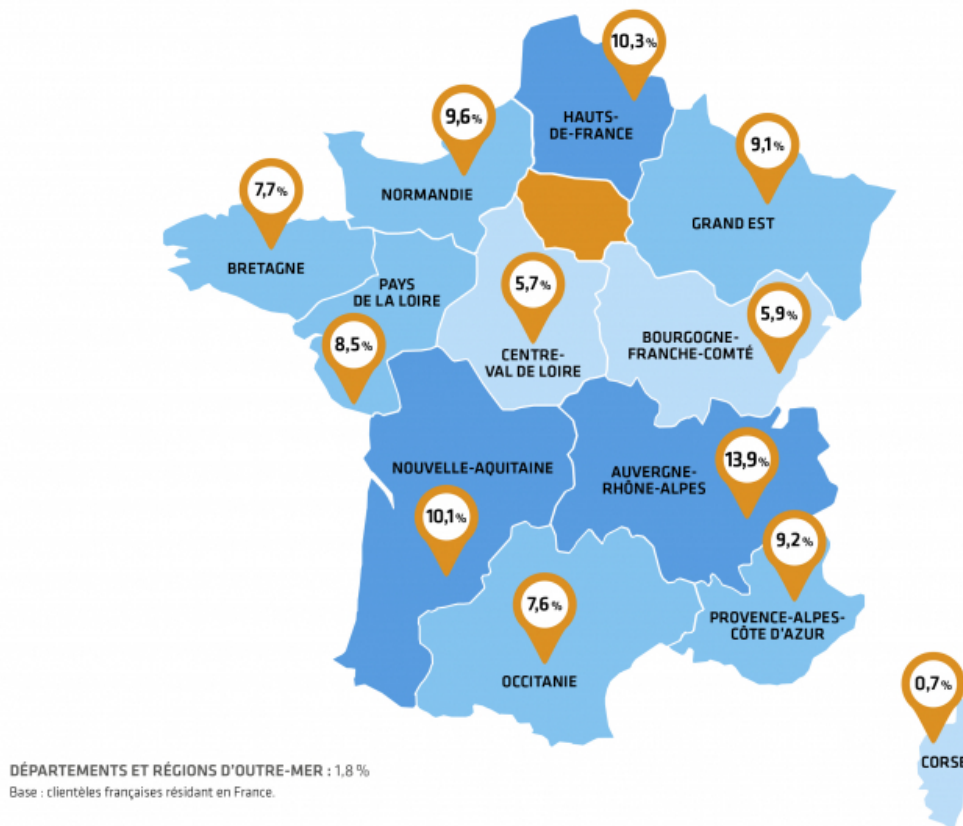 10,3 %
HAUTS-
DE-FRANCE
9,6 %
NORMANDIE
9,1 %
GRAND EST
7,7 %
BRETAGNE
PAYS
DE LA LOIRE
8,5 %
5,7 %
CENTRE-
VAL DE LOIRE
5,9 %
BOURGOGNE-
FRANCHE-COMTÉ
NOUVELLE-AQUITAINE
10,1 %
13,9 %
AUVERGNE-
RHÔNE-ALPES
9,2 %
PROVENCE-ALPES-
CÔTE D'AZUR
7,6 %
OCCITANIE
0,7 %
CORSE
DÉPARTEMENTS ET RÉGIONS D'OUTRE-MER : 1,8 %
Base : clientèles françaises résidant en France.